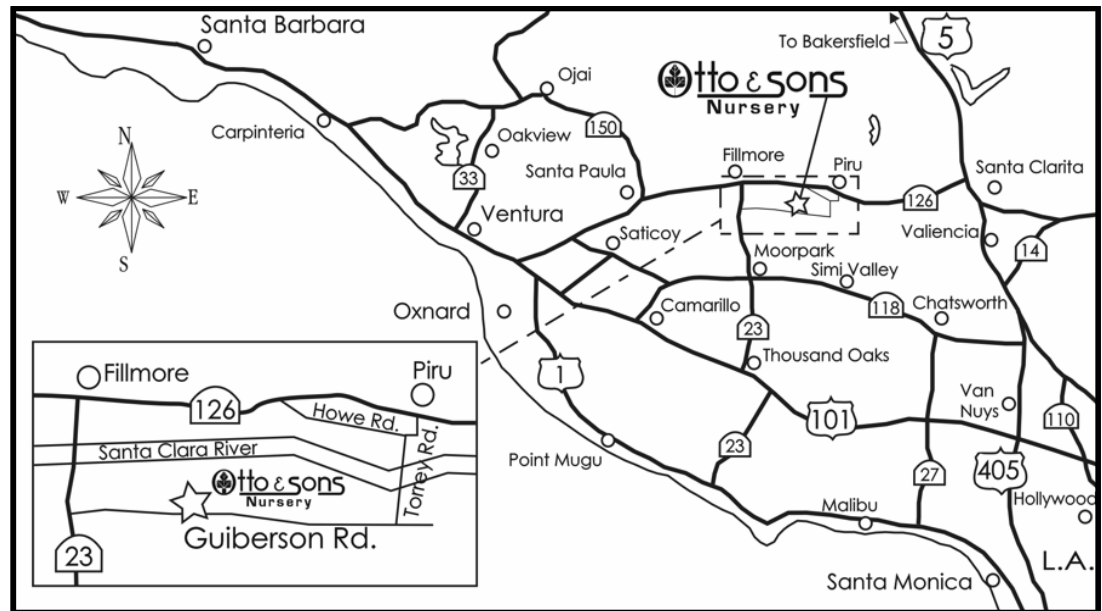 Santa Barbara
To Bakersfield
5
Ojai
Otto & sons
Nursery
Carpinteria
Oakview
150
Santa Paula
33
Fillmore
Piru
Santa Clarita
126
N
W
E
S
Ventura
Saticoy
Valiencia
14
Moorpark
Simi Valley
Oxnard
Camarillo
23
118
Chatsworth
1
Thousand Oaks
Van
Nuys
101
110
Point Mugu
23
27
405
Hollywood
Malibu
L.A.
Santa Monica
Fillmore
Piru
126
Howe Rd.
Santa Clara River
Torrey Rd.
Otto & sons
Nursery
Guiberson Rd.
23